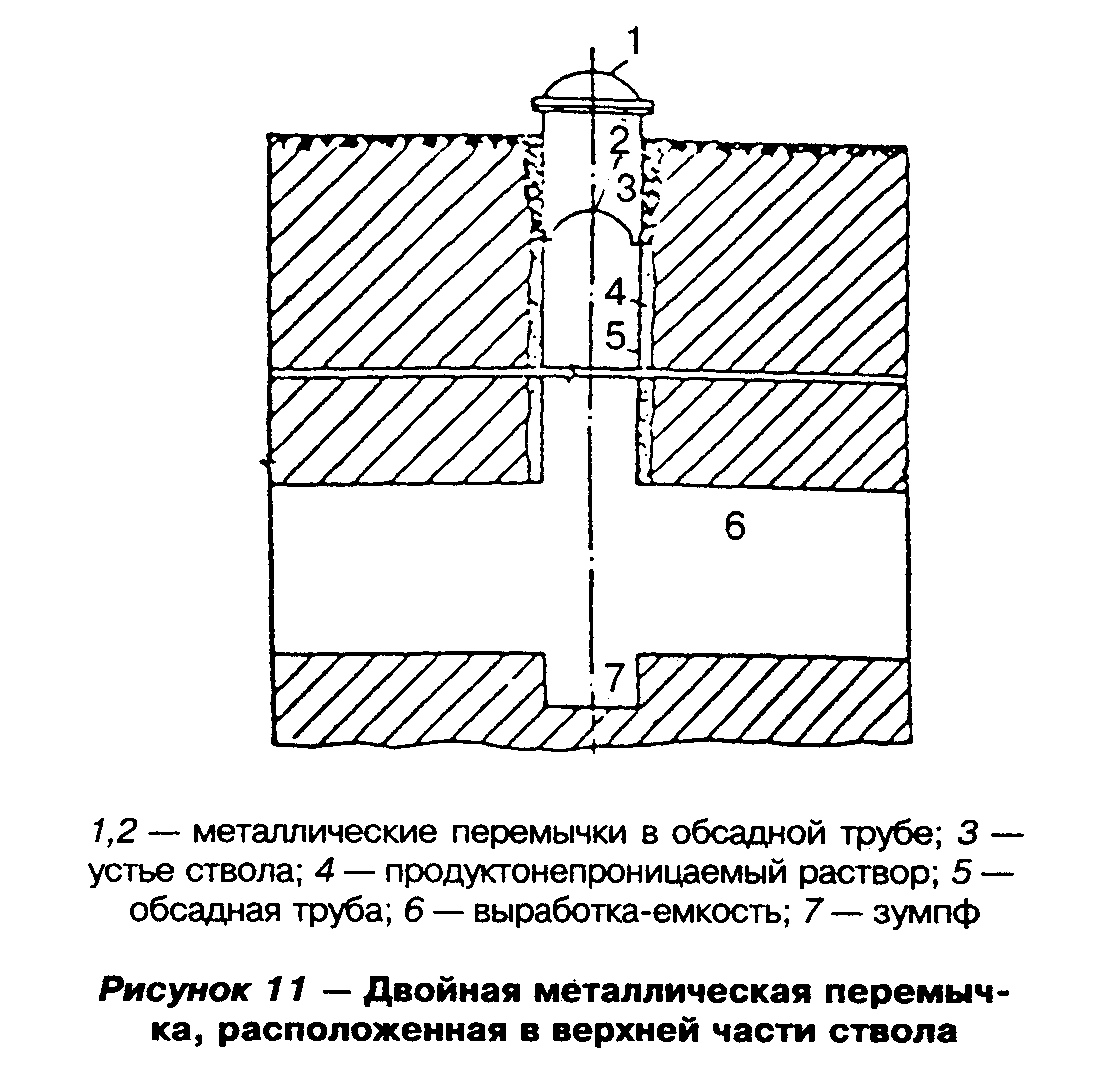 1
2
3
4
5
6
7
1,2 — металлические перемычки в обсадной трубе; 3 —
устье ствола; 4 — продуктонепроницаемый раствор; 5 —
обсадная труба; 6 — выработка-емкость; 7 — зумпф
Рисунок 11 — Двойная металлическая перемыч-
ка, расположенная в верхней части ствола